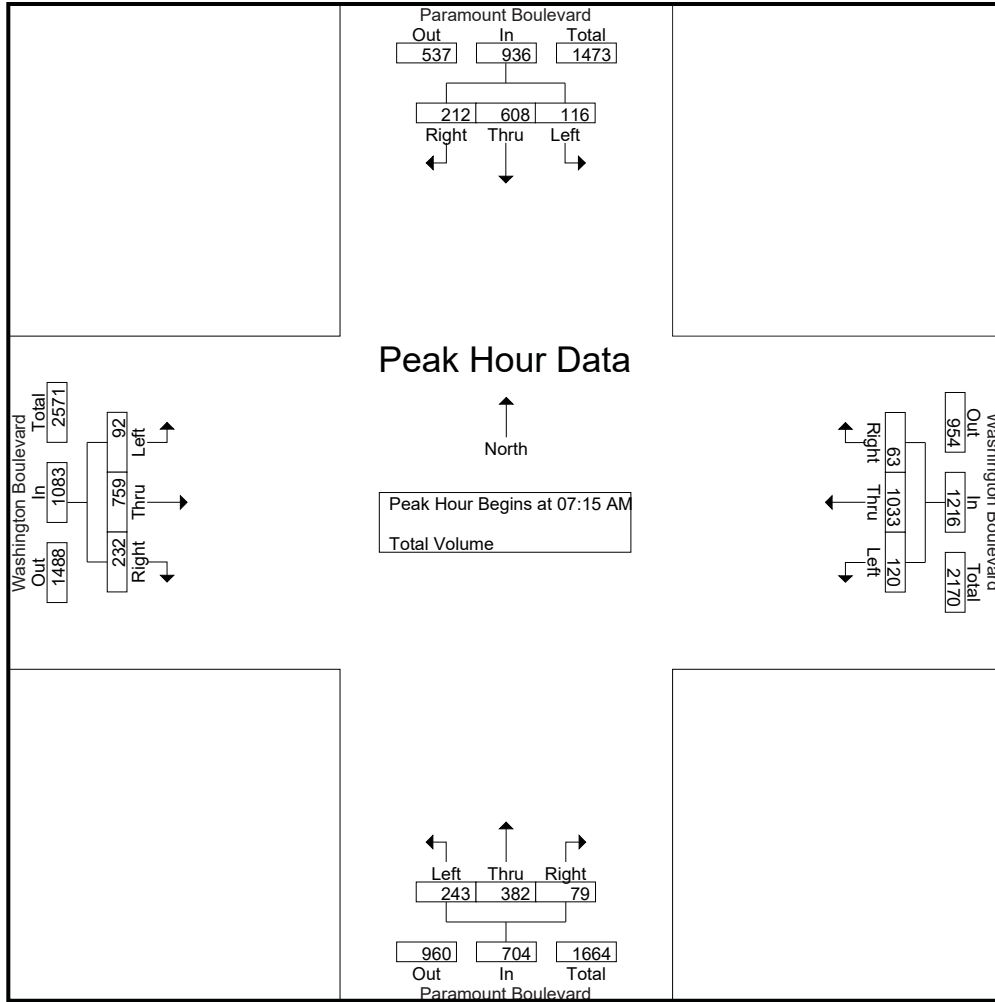 Paramount Boulevard
Out In Total
537 936 1473
212 608 116
Right Thru Left
Peak Hour Data
North
Peak Hour Begins at 07:15 AM
Total Volume
Washington Boulevard
Out In Total
1488 1083 2571
Right Thru Left
232 759 92
Washington Boulevard
Out In Total
954 1216 2170
Right Thru Left
63 1033 120
Left Thru Right
243 382 79
960 704 1664
Out In Total
Paramount Boulevard